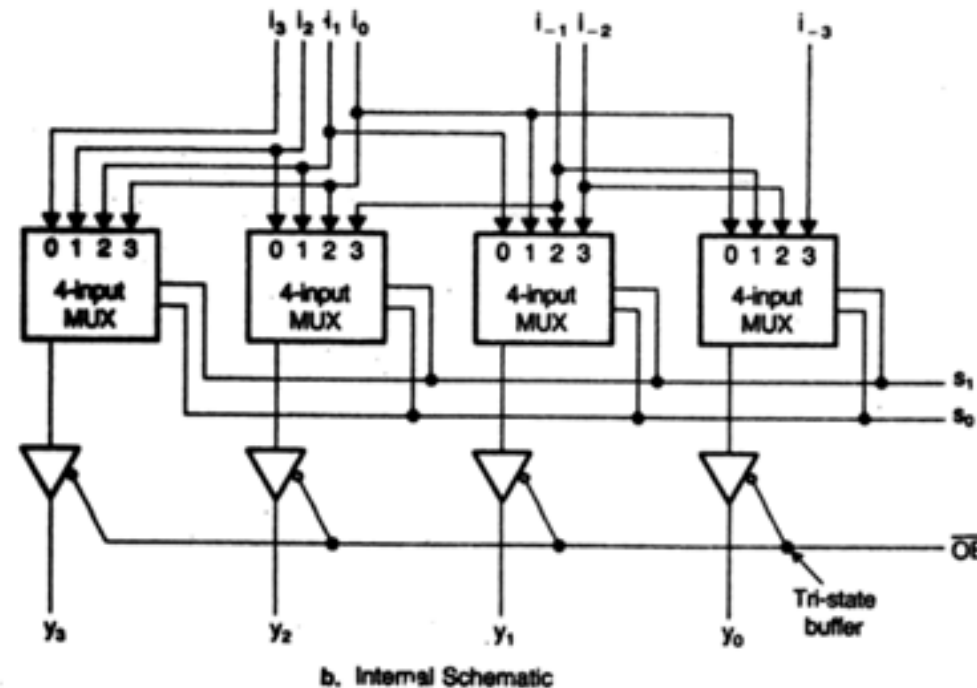 i₃ i₂ i₁ i₀ i₋₁ i₋₂ i₋₃
0 1 2 3 0 1 2 3 0 1 2 3 0 1 2 3
4-input 4-input 4-input 4-input
MUX MUX MUX MUX
s₁
s₀
OE
Tri-state
buffer
y₃ y₂ y₁ y₀
b. Internal Schematic